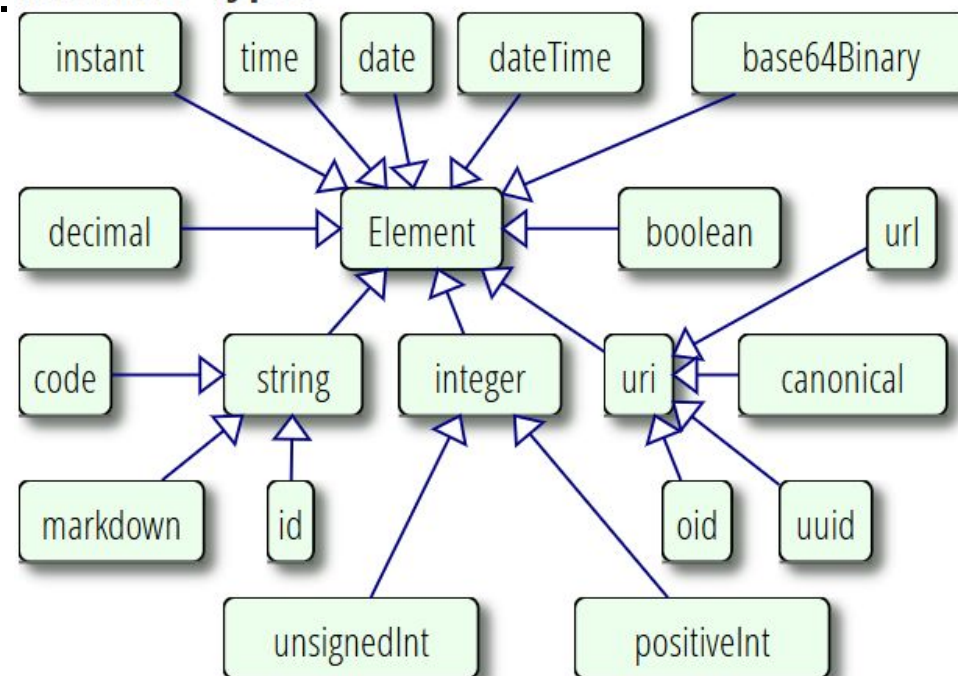 instant
time
date
dateTime
base64Binary
decimal
Element
boolean
url
code
string
integer
uri
canonical
markdown
id
oid
uuid
unsignedInt
positiveInt